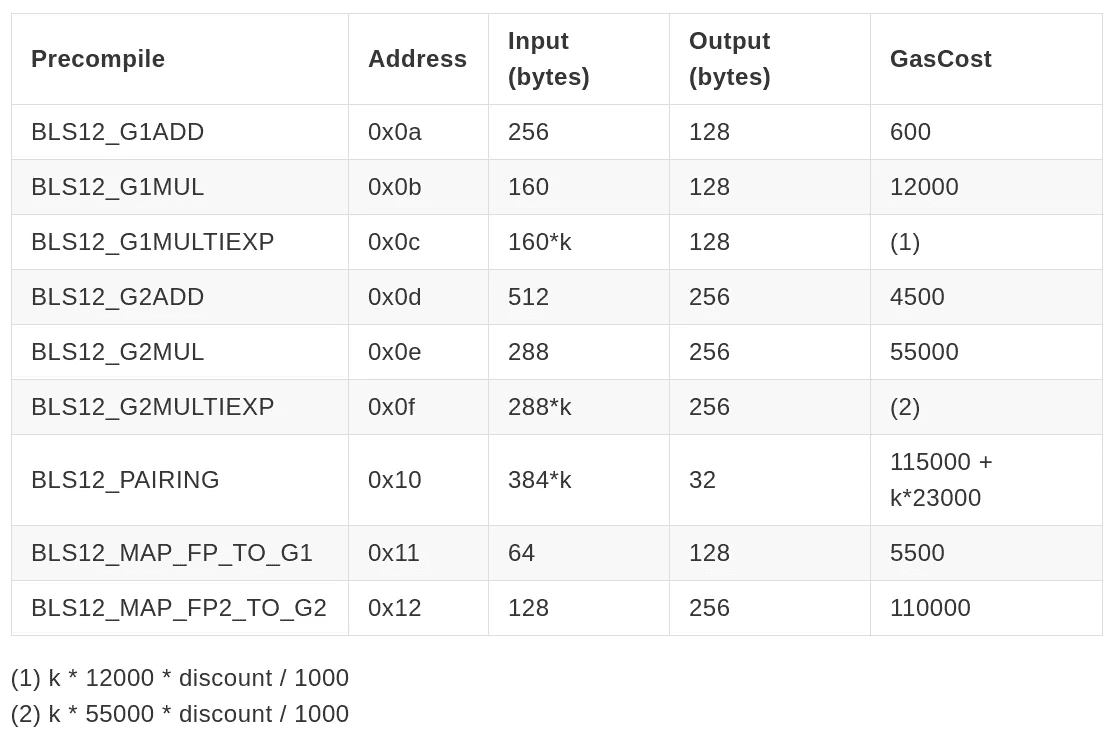 Precompile Address Input (bytes) Output (bytes) GasCost
BLS12_G1ADD 0x0a 256 128 600
BLS12_G1MUL 0x0b 160 128 12000
BLS12_G1MULTIEXP 0x0c 160*k 128 (1)
BLS12_G2ADD 0x0d 512 256 4500
BLS12_G2MUL 0x0e 288 256 55000
BLS12_G2MULTIEXP 0x0f 288*k 256 (2)
BLS12_PAIRING 0x10 384*k 32 115000 + k*23000
BLS12_MAP_FP_TO_G1 0x11 64 128 5500
BLS12_MAP_FP2_TO_G2 0x12 128 256 110000
(1) k * 12000 * discount / 1000
(2) k * 55000 * discount / 1000